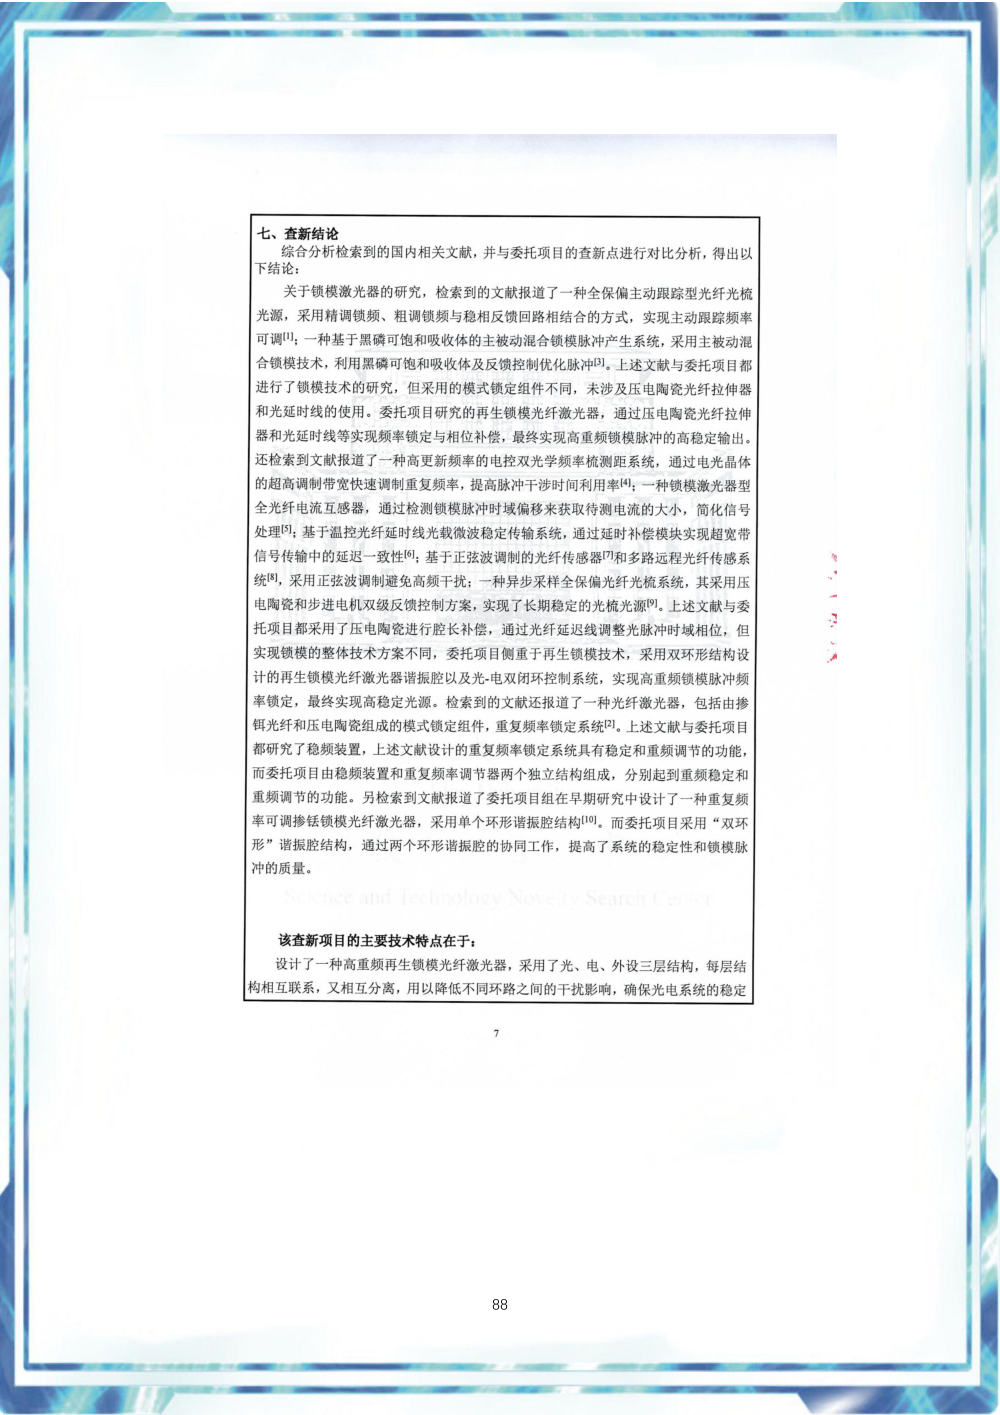 七、查新结论
综合分析检索到的国内相关文献，并与委托项目的查新点进行对比分析，得出以
下结论：
关于锁模激光器的研究，检索到的文献报道了一种全保偏主动跟踪型光纤光梳
光源，采用精调锁频、粗调锁频与稳相反馈回路相结合的方式，实现主动跟踪频率
可调[1]；一种基于黑磷可饱和吸收体的主被动混合锁模脉冲产生系统，采用主被动混
合锁模技术，利用黑磷可饱和吸收体及反馈控制优化脉冲[3]。上述文献与委托项目都
进行了锁模技术的研究，但采用的模式锁定组件不同，未涉及压电陶瓷光纤拉伸器
和光延时线的使用。委托项目研究的再生锁模光纤激光器，通过压电陶瓷光纤拉伸
器和光延时线等实现频率锁定与相位补偿，最终实现高重频锁模脉冲的高稳定输出。
还检索到文献报道了一种高更新频率的电控双光学频率梳测距系统，通过电光晶体
的超高调制带宽快速调制重复频率，提高脉冲干涉时间利用率[4]；一种锁模激光器型
全光纤电流互感器，通过检测锁模脉冲时域偏移来获取待测电流的大小，简化信号
处理[5]；基于温控光纤延时线光载微波稳定传输系统，通过延时补偿模块实现超宽带
信号传输中的延迟一致性[6]；基于正弦波调制的光纤传感器[7]和多路远程光纤传感系
统[8]，采用正弦波调制避免高频干扰；一种异步采样全保偏光纤光梳系统，其采用压
电陶瓷和步进电机双级反馈控制方案，实现了长期稳定的光梳光源[9]。上述文献与委
托项目都采用了压电陶瓷进行腔长补偿，通过光纤延迟线调整光脉冲时域相位，但
实现锁模的整体技术方案不同，委托项目侧重于再生锁模技术，采用双环形结构设
计的再生锁模光纤激光器谐振腔以及光-电双闭环控制系统，实现高重频锁模脉冲频
率锁定，最终实现高稳定光源。检索到的文献还报道了一种光纤激光器，包括由掺
铒光纤和压电陶瓷组成的模式锁定组件，重复频率锁定系统[2]。上述文献与委托项目
都研究了稳频装置，上述文献设计的重复频率锁定系统具有稳定和重频调节的功能，
而委托项目由稳频装置和重复频率调节器两个独立结构组成，分别起到重频稳定和
重频调节的功能。另检索到文献报道了委托项目组在早期研究中设计了一种重复频
率可调掺铥锁模光纤激光器，采用单个环形谐振腔结构[10]。而委托项目采用“双环
形”谐振腔结构，通过两个环形谐振腔的协同工作，提高了系统的稳定性和锁模脉
冲的质量。
Science and Technology Novelty Search Center
该查新项目的主要技术特点在于：
设计了一种高重频再生锁模光纤激光器，采用了光、电、外设三层结构，每层结
构相互联系，又相互分离，用以降低不同环路之间的干扰影响，确保光电系统的稳定
7
88